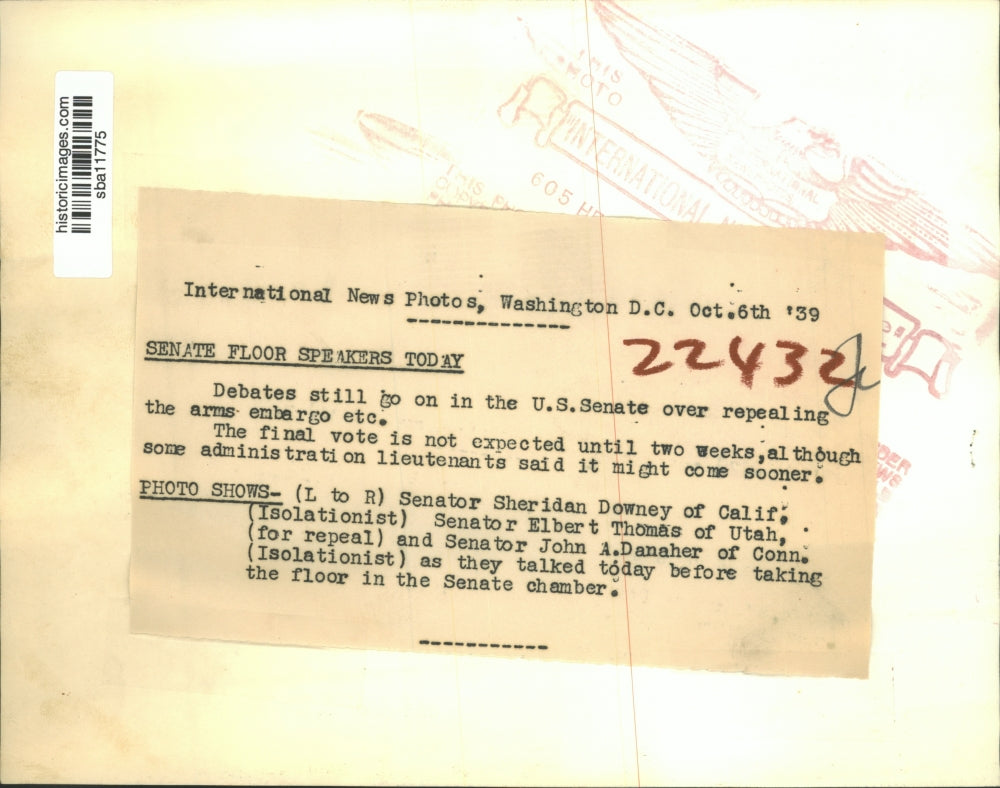 historicimages.com
sba11775
THIS
PHOTO
INTERNATIONAL
605
THIS
International News Photos, Washington D.C. Oct.6th '39
22432
SENATE FLOOR SPEAKERS TODAY
Debates still go on in the U.S.Senate over repealing
the arms embargo etc.
The final vote is not expected until two weeks,although
some administration lieutenants said it might come sooner.
PHOTO SHOWS- (L to R) Senator Sheridan Downey of Calif,
(Isolationist) Senator Elbert Thomas of Utah,
(for repeal) and Senator John A.Danaher of Conn.
(Isolationist) as they talked today before taking
the floor in the Senate chamber.